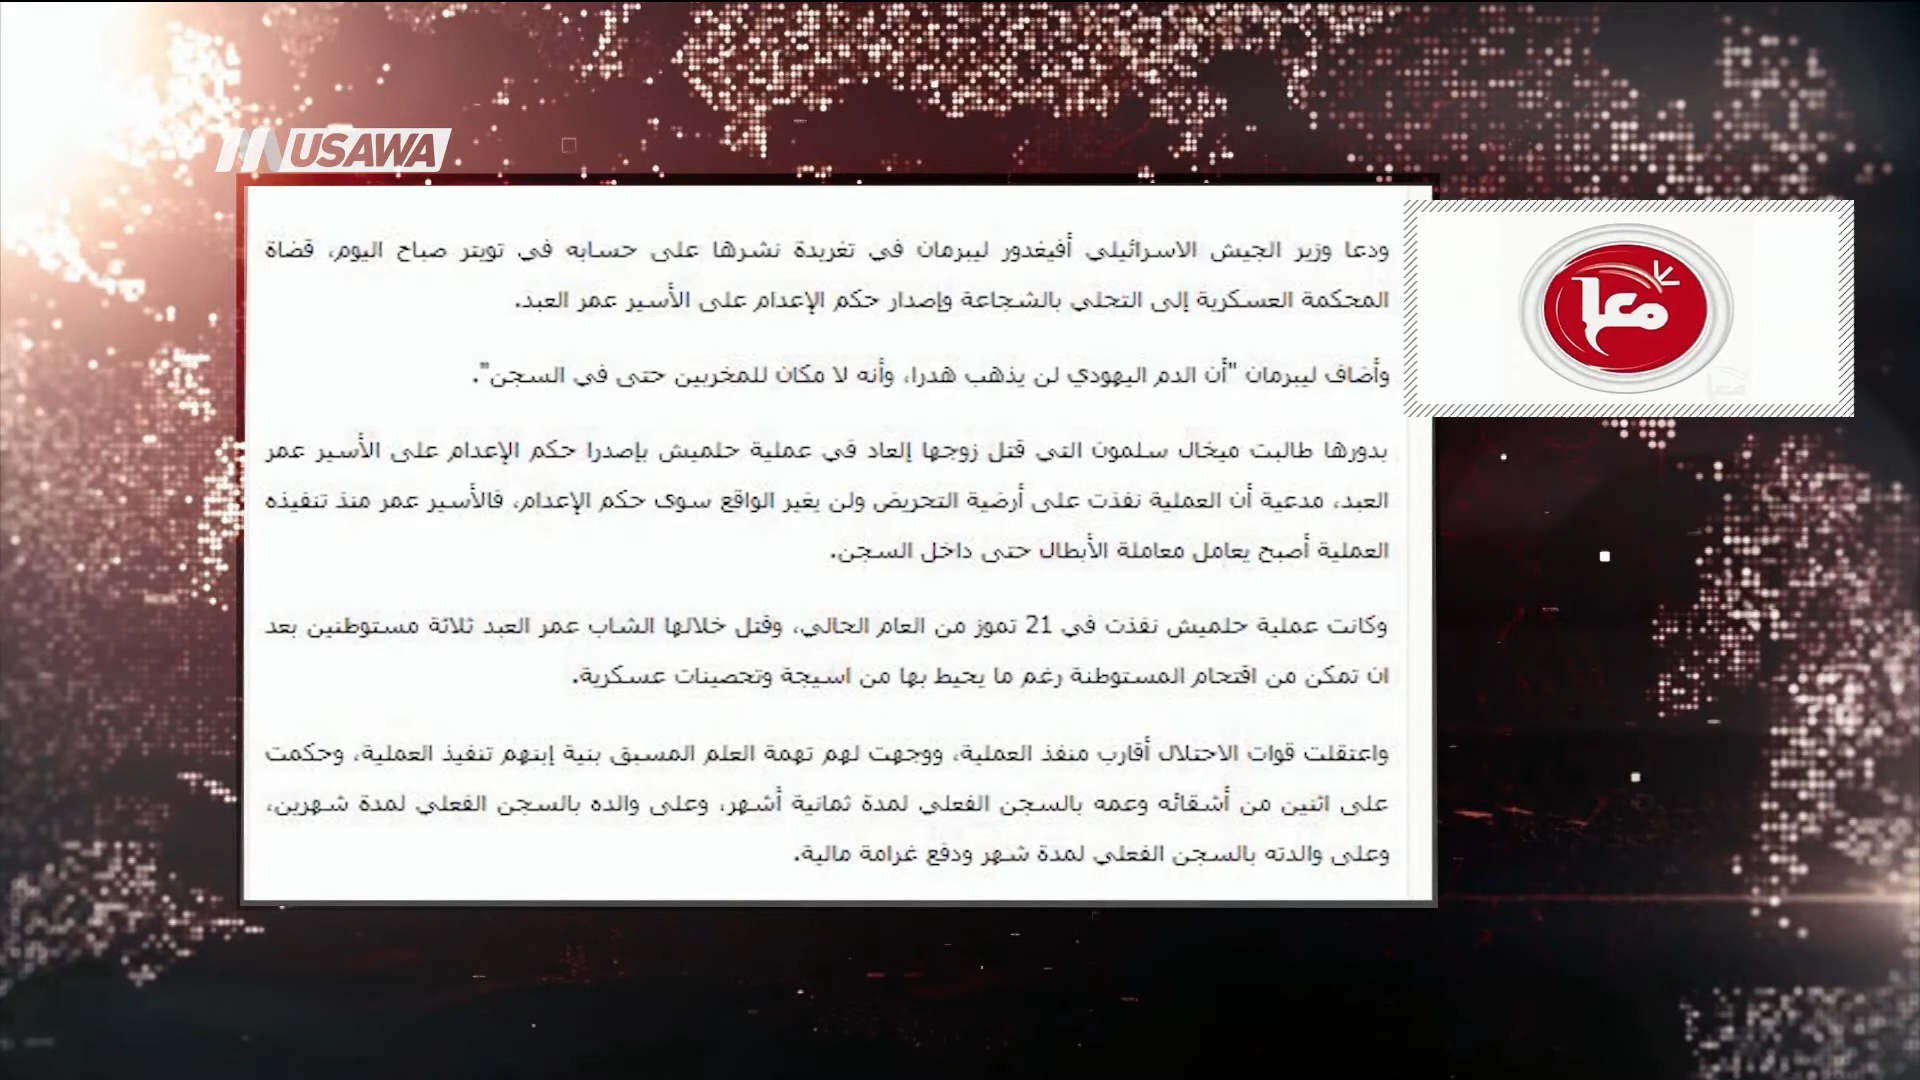 MUSAWA
معا
ودعا وزير الجيش الاسرائيلي أفيغدور ليبرمان في تغريدة نشرها على حسابه في تويتر صباح اليوم، قضاة
المحكمة العسكرية إلى التحلي بالشجاعة وإصدار حكم الإعدام على الأسير عمر العبد.
وأضاف ليبرمان "أن الدم اليهودي لن يذهب هدرا، وأنه لا مكان للمخربين حتى في السجن".
بدورها طالبت ميخال سلمون التي قتل زوجها إلعاد في عملية حلميش بإصدرا حكم الإعدام على الأسير عمر
العبد، مدعية أن العملية نفذت على أرضية التحريض ولن يغير الواقع سوى حكم الإعدام، فالأسير عمر منذ تنفيذه
العملية أصبح يعامل معاملة الأبطال حتى داخل السجن.
وكانت عملية حلميش نفذت في 21 تموز من العام الحالي، وقتل خلالها الشاب عمر العبد ثلاثة مستوطنين بعد
ان تمكن من اقتحام المستوطنة رغم ما يحيط بها من اسيجة وتحصينات عسكرية.
واعتقلت قوات الاحتلال أقارب منفذ العملية، ووجهت لهم تهمة العلم المسبق بنية إبنهم تنفيذ العملية، وحكمت
على اثنين من أشقائه وعمه بالسجن الفعلي لمدة ثمانية أشهر، وعلى والده بالسجن الفعلي لمدة شهرين،
وعلى والدته بالسجن الفعلي لمدة شهر ودفع غرامة مالية.